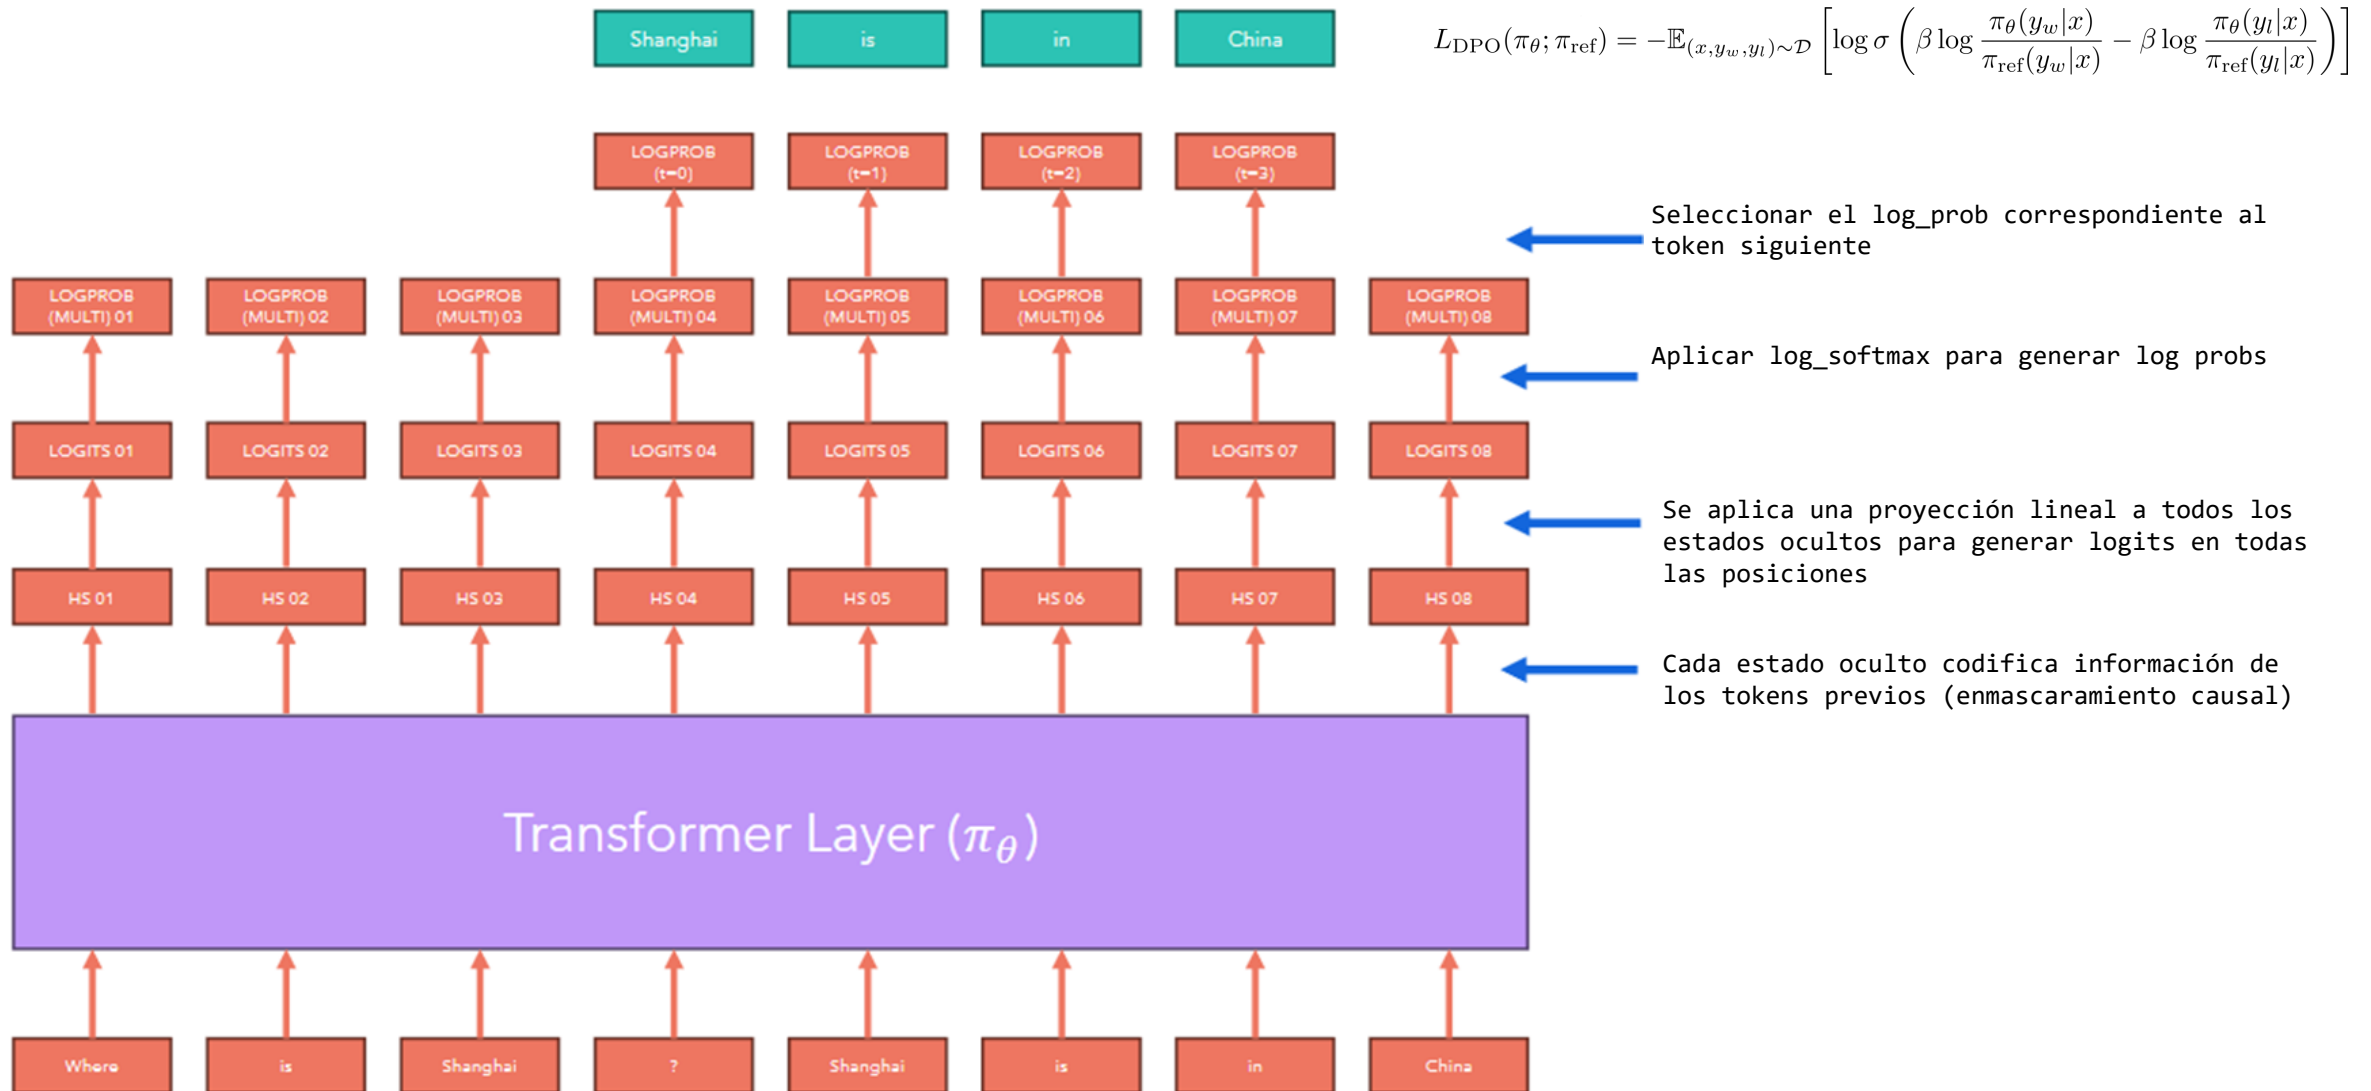 Shanghai is in China
L_DPO(π_θ; π_ref) = −𝔼_(x,y_w,y_l)∼𝒟 [log σ (β log π_θ(y_w|x) / π_ref(y_w|x) − β log π_θ(y_l|x) / π_ref(y_l|x))]
LOGPROB (t=0) LOGPROB (t=1) LOGPROB (t=2) LOGPROB (t=3)
Seleccionar el log_prob correspondiente al
token siguiente
LOGPROB (MULTI) 01 LOGPROB (MULTI) 02 LOGPROB (MULTI) 03 LOGPROB (MULTI) 04 LOGPROB (MULTI) 05 LOGPROB (MULTI) 06 LOGPROB (MULTI) 07 LOGPROB (MULTI) 08
Aplicar log_softmax para generar log probs
LOGITS 01 LOGITS 02 LOGITS 03 LOGITS 04 LOGITS 05 LOGITS 06 LOGITS 07 LOGITS 08
Se aplica una proyección lineal a todos los
estados ocultos para generar logits en todas
las posiciones
HS 01 HS 02 HS 03 HS 04 HS 05 HS 06 HS 07 HS 08
Cada estado oculto codifica información de
los tokens previos (enmascaramiento causal)
Transformer Layer (π_θ)
Where is Shanghai ? Shanghai is in China